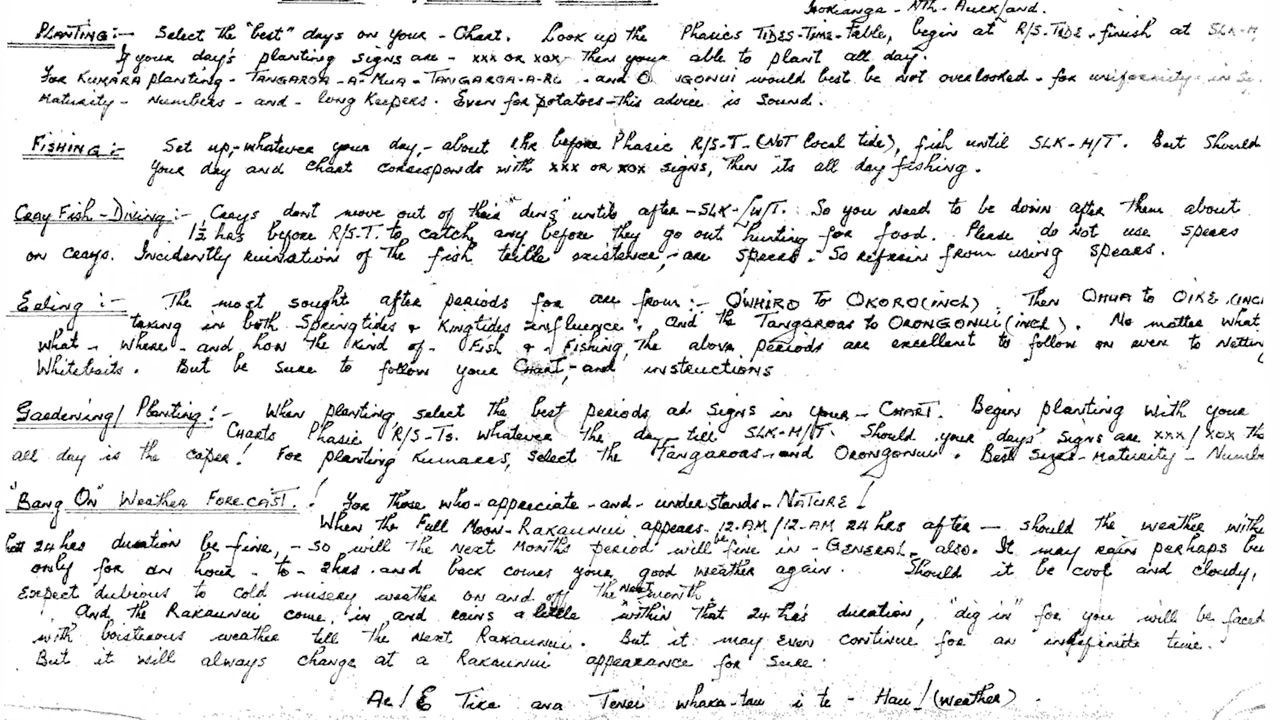 Hokianga - Nth - Auckland.
PLANTING:- Select the "best" days on your - Chart. Look up the Phasics TIDES-Time-Table, begin at R/S-TIDE - finish at SLK-H
If your day's planting signs are - xxx or xox - then your able to plant all day.
For KUMARA planting - TANGAROA-A-MUA - TANGAROA-A-RO - and O NGONUI would best be not overlooked - for uniformity - in
maturity - numbers - and - long keepers. Even for potatoes - this advice is sound.
FISHING:- Set up, - whatever your day, - about 1hr before Phasic R/S-T - (NOT local tide), fish until SLK-H/T. But should
your day and chart corresponds with xxx or xox signs, then its all day fishing.
Cray Fish - Diving:- Crays dont move out of their "dens" until after - SLK-/W/T. So you need to be down after them about
1½ hrs before R/S-T. to catch any before they go out hunting for food. Please do not use spears
on crays. Incidently ruination of the fish existence, - are spears. So refrain from using spears.
Eeling:- The most sought after periods for are from:- OWHIRO TO OKORO (INCL) Then OHUA to OIKE (INCL
taking in both Springtides & Kingtides influence. and the Tangaroas to ORONGONUI (incl). No matter what
what - where - and how the kind of - Fish & - Fishing, the above periods are excellent to follow on even to
Whitebaits. But be sure to follow your CHART, - and instructions
Gardening/Planting:- When planting select the best periods ad signs in your - CHART. Begin planting with your
CHARTS Phasic R/S-Ts. whatever the day till SLK-H/T. Should your days' signs are xxx/xox
all day is the caper! For planting Kumaras, select the Tangaroas - and Orongonui. Best Sizes - Maturity -
"Bang On" Weather FORECAST.! For those who - appreciate - and - understands - NATURE!
When the Full Moon - RAKAUNUI appears - 12-AM/12-AM 24 hrs after - should the weather
24 hrs duration be fine, - so will the next months period will be fine in - GENERAL - also. It may rain perhaps
only for an hour - to - 2 hrs. and back comes your good weather again. Should it be cool and cloudy,
Expect dubious to cold misery weather on and off the next month.
And the RAKAUNUI come in and rains a little "within that 24 hrs duration, "dig in" for you will be faced
with boisterous weather till the next Rakaunui. But it may even continue for an indefinite time.
But it will always change at a Rakaunui appearance for sure.
Ae/E Tika ana Tenei whaka-tau i te - Hau! (weather).